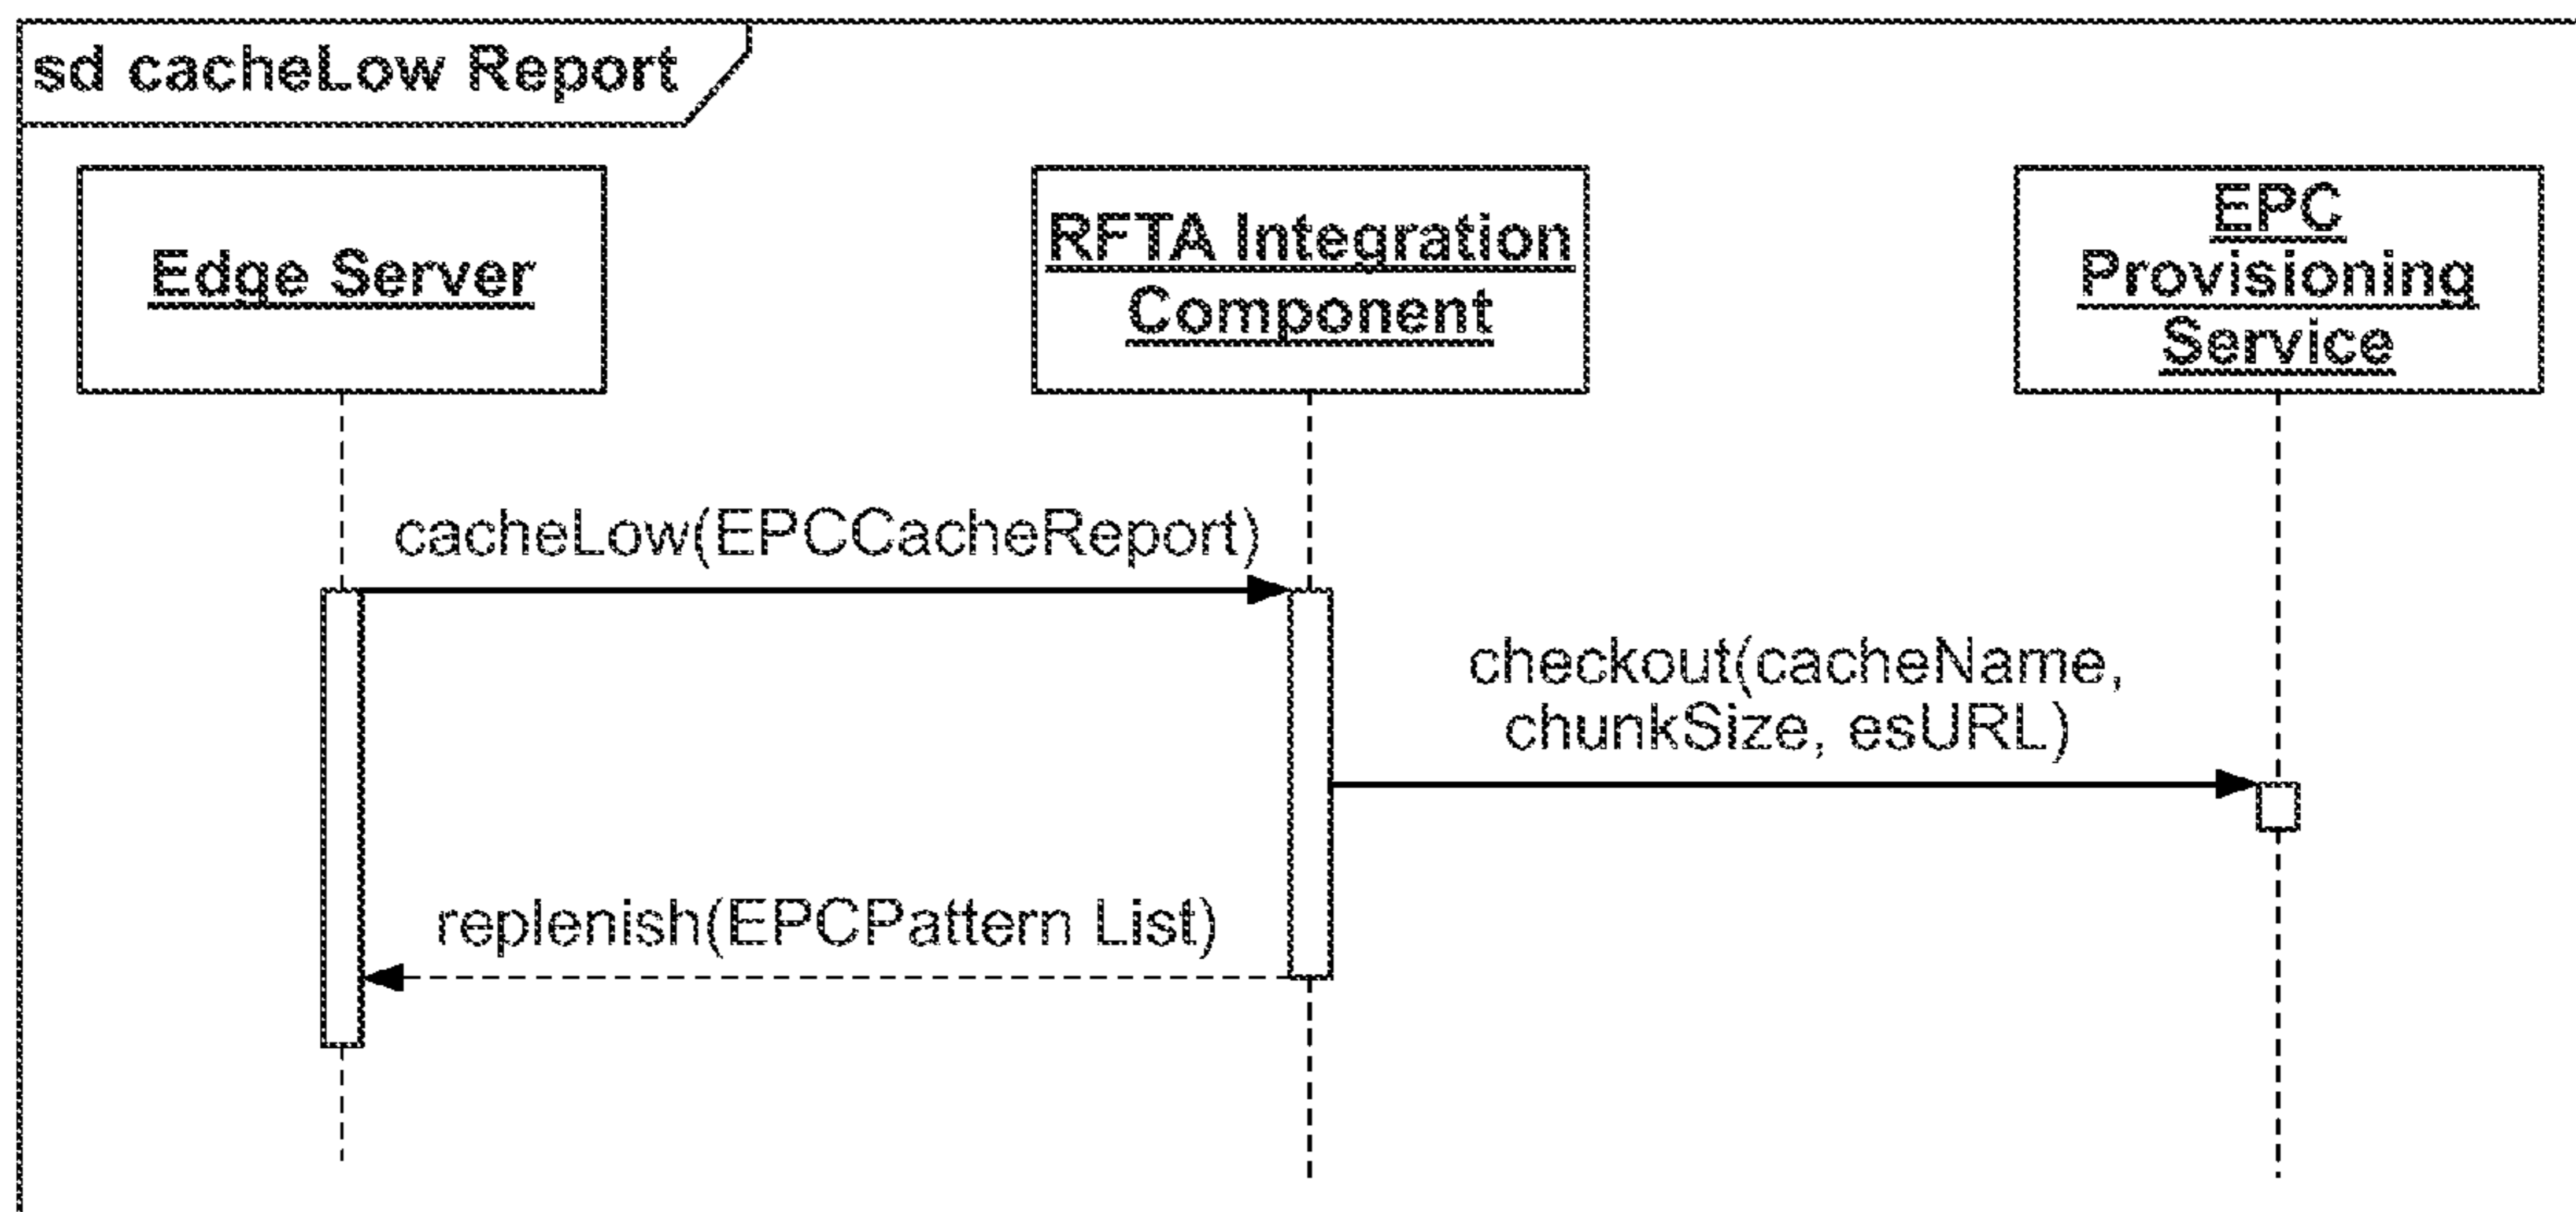 sd cacheLow Report
Edge Server
RFTA Integration
Component
EPC
Provisioning
Service
cacheLow(EPCCacheReport)
checkout(cacheName,
chunkSize, esURL)
replenish(EPCPattern List)